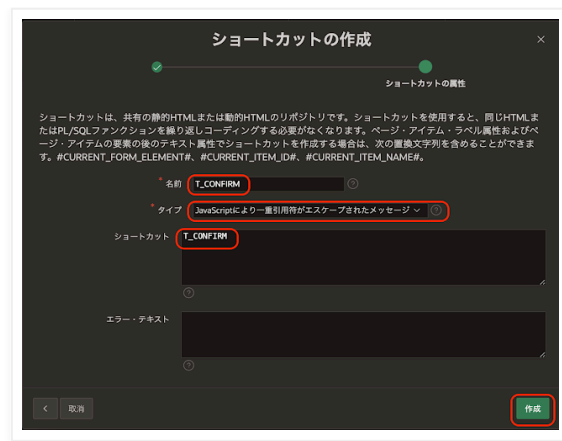 ショートカットの作成
ショートカットの属性
ショートカットは、共有の静的HTMLまたは動的HTMLのリポジトリです。ショートカットを使用すると、同じHTMLま
たはPL/SQLファンクションを繰り返しコーディングする必要がなくなります。ページ・アイテム・ラベル属性およびペ
ージ・アイテムの要素の後のテキスト属性でショートカットを作成する場合は、次の置換文字列を含めることができま
す。#CURRENT_FORM_ELEMENT#、#CURRENT_ITEM_ID#、#CURRENT_ITEM_NAME#。
* 名前 T_CONFIRM
* タイプ JavaScriptにより一重引用符がエスケープされたメッセージ
ショートカット T_CONFIRM
エラー・テキスト
取消 作成